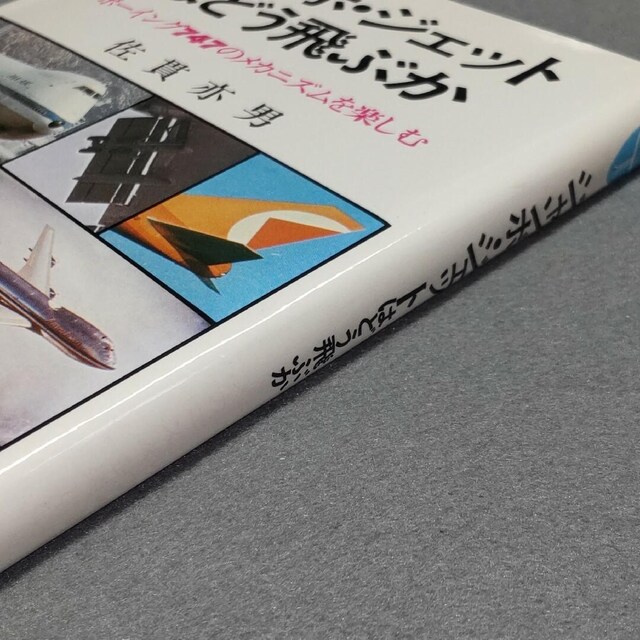 ボ・ジェット
はどう飛ぶか
ボーイング747のメカニズムを楽しむ
佐貫亦男
ジャンボ・ジェットはどう飛ぶか